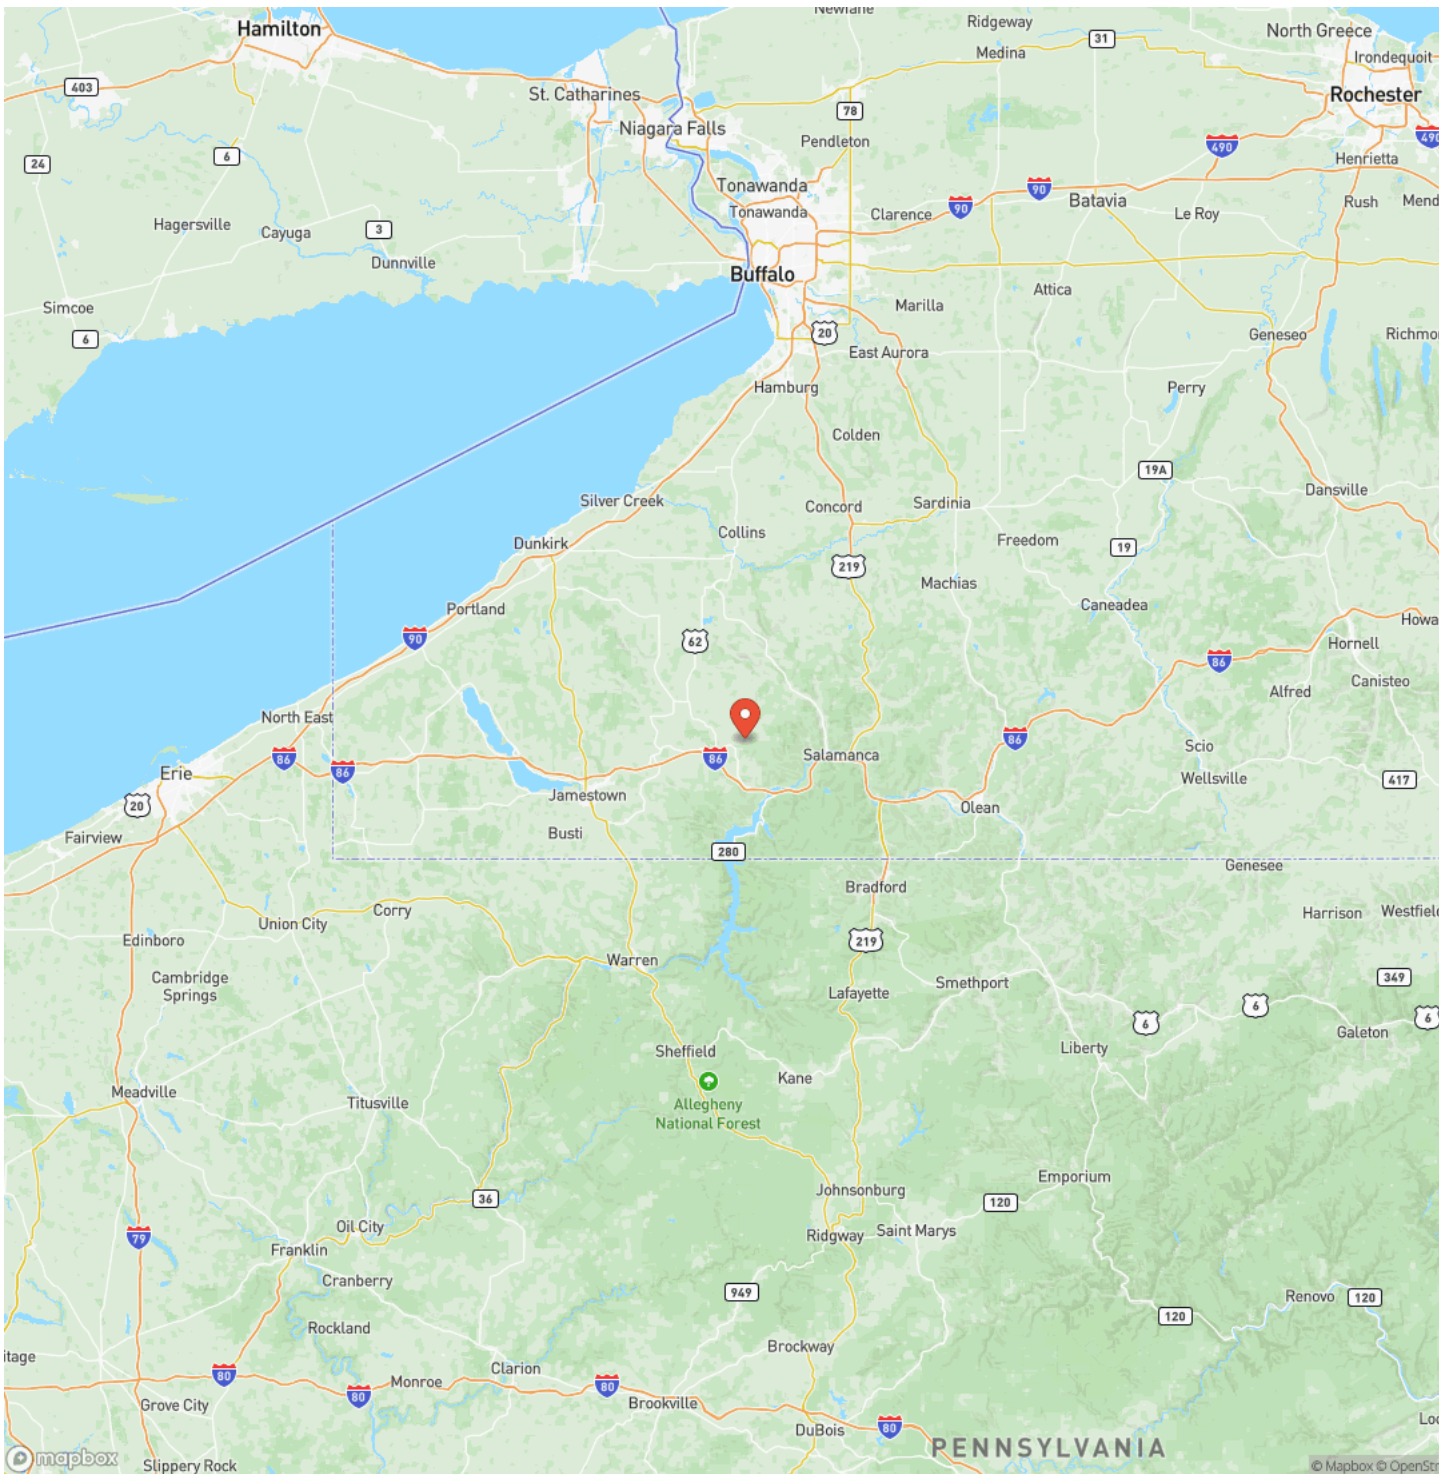 Newfane
Ridgeway
Hamilton
North Greece
31
Medina
Irondequoit
403
St. Catharines
Rochester
78
Niagara Falls
490
490
Pendleton
6
24
Henrietta
Tonawanda
90
90
Batavia
Rush
Mend
Tonawanda
Clarence
Le Roy
Hagersville
Cayuga
3
Dunnville
Buffalo
Attica
Simcoe
Marilla
6
20
Geneseo
Richmo
East Aurora
Hamburg
Perry
Colden
19A
Dansville
Silver Creek
Concord
Sardinia
Collins
Dunkirk
Freedom
19
219
Machias
Portland
Caneadea
Howa
90
62
Hornell
86
Canisteo
Alfred
North East
86
Scio
86
86
Salamanca
86
Erie
Wellsville
417
Jamestown
20
Olean
Fairview
Busti
280
Genesee
Bradford
Corry
Harrison
Westfield
Union City
Edinboro
219
Warren
Cambridge
Springs
Smethport
349
Lafayette
6
6
6
Galeton
Sheffield
Liberty
Kane
Meadville
Titusville
Allegheny
National Forest
Emporium
Johnsonburg
36
120
Oil City
Saint Marys
79
Ridgway
Franklin
Cranberry
949
Renovo
120
120
Rockland
Brockway
itage
Clarion
80
Monroe
80
80
Grove City
Brookville
Loc
80
DuBois
PENNSYLVANIA
mapbox
Slippery Rock
© Mapbox © OpenStr